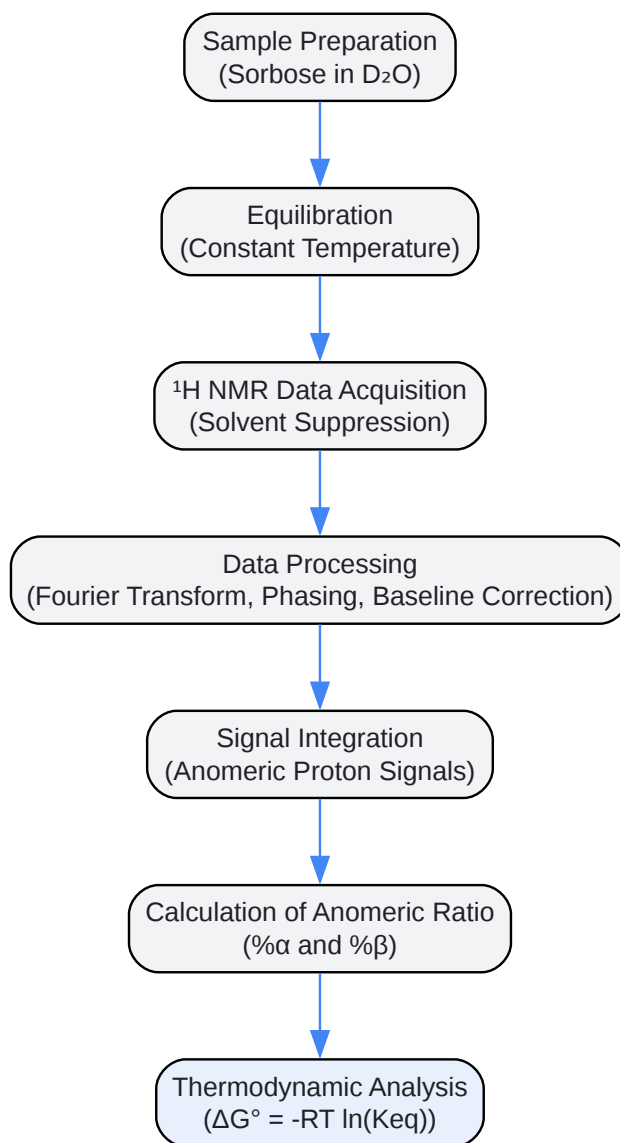 Sample Preparation
(Sorbose in D₂O)
Equilibration
(Constant Temperature)
¹H NMR Data Acquisition
(Solvent Suppression)
Data Processing
(Fourier Transform, Phasing, Baseline Correction)
Signal Integration
(Anomeric Proton Signals)
Calculation of Anomeric Ratio
(%α and %β)
Thermodynamic Analysis
(ΔG° = -RT ln(Keq))